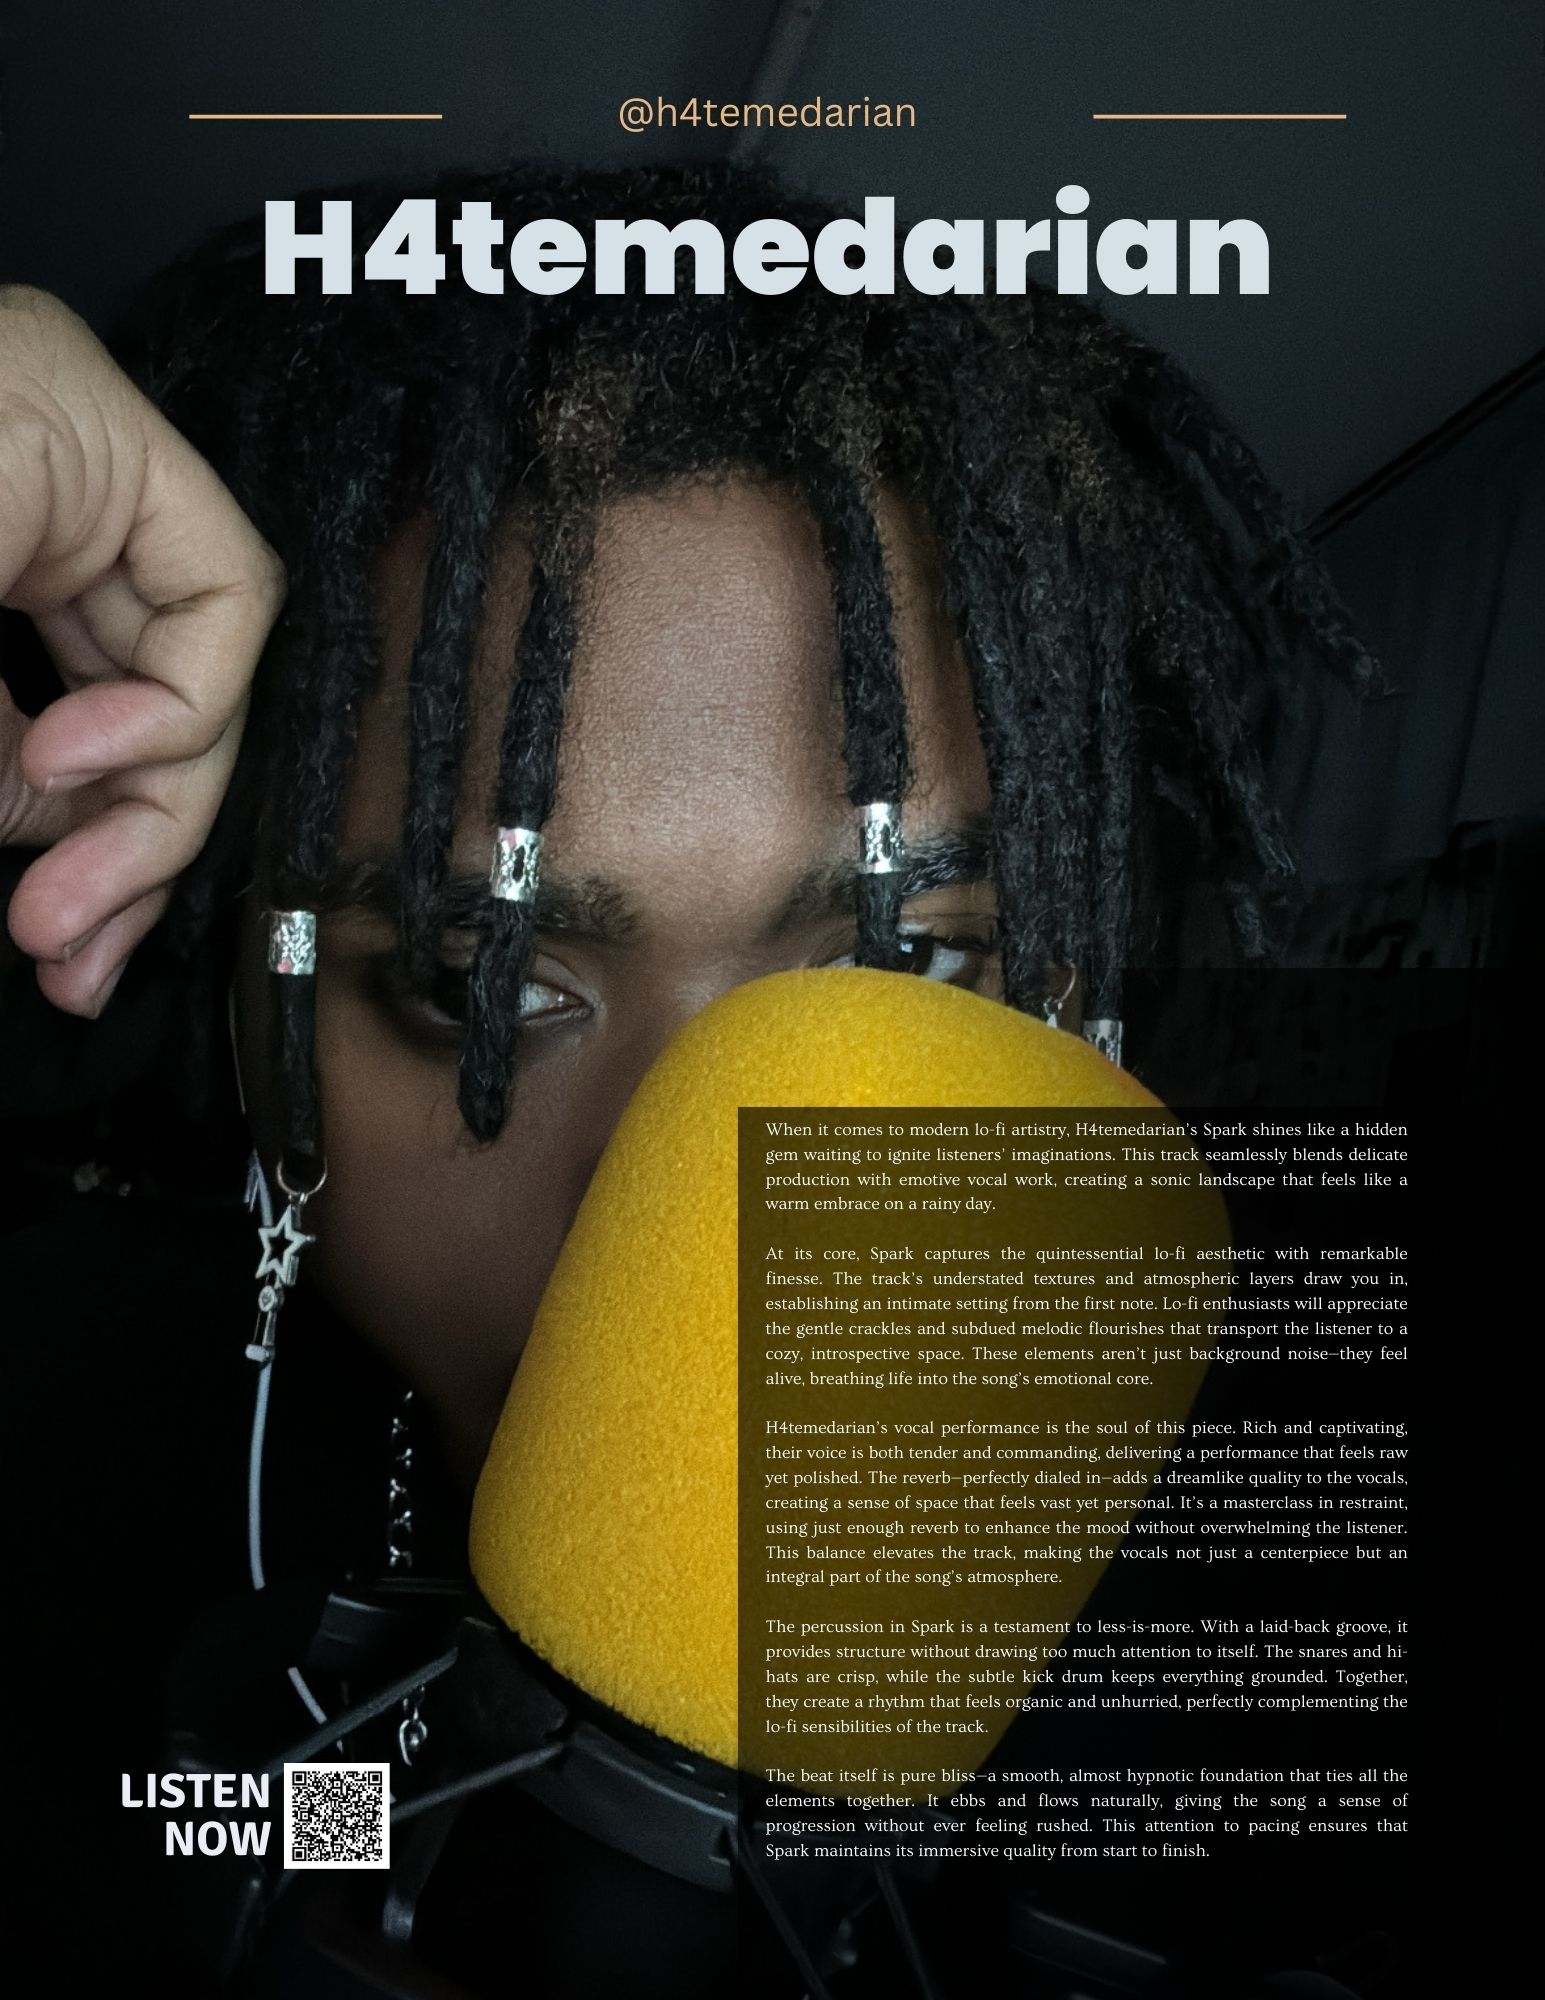 @h4temedarian
H4temedarian
When it comes to modern lo-fi artistry, H4temedarian’s Spark shines like a hidden
gem waiting to ignite listeners’ imaginations. This track seamlessly blends delicate
production with emotive vocal work, creating a sonic landscape that feels like a
warm embrace on a rainy day.
At its core, Spark captures the quintessential lo-fi aesthetic with remarkable
finesse. The track’s understated textures and atmospheric layers draw you in,
establishing an intimate setting from the first note. Lo-fi enthusiasts will appreciate
the gentle crackles and subdued melodic flourishes that transport the listener to a
cozy, introspective space. These elements aren’t just background noise—they feel
alive, breathing life into the song’s emotional core.
H4temedarian’s vocal performance is the soul of this piece. Rich and captivating,
their voice is both tender and commanding, delivering a performance that feels raw
yet polished. The reverb—perfectly dialed in—adds a dreamlike quality to the vocals,
creating a sense of space that feels vast yet personal. It’s a masterclass in restraint,
using just enough reverb to enhance the mood without overwhelming the listener.
This balance elevates the track, making the vocals not just a centerpiece but an
integral part of the song’s atmosphere.
The percussion in Spark is a testament to less-is-more. With a laid-back groove, it
provides structure without drawing too much attention to itself. The snares and hi-
hats are crisp, while the subtle kick drum keeps everything grounded. Together,
they create a rhythm that feels organic and unhurried, perfectly complementing the
lo-fi sensibilities of the track.
The beat itself is pure bliss—a smooth, almost hypnotic foundation that ties all the
elements together. It ebbs and flows naturally, giving the song a sense of
progression without ever feeling rushed. This attention to pacing ensures that
Spark maintains its immersive quality from start to finish.
LISTEN
NOW